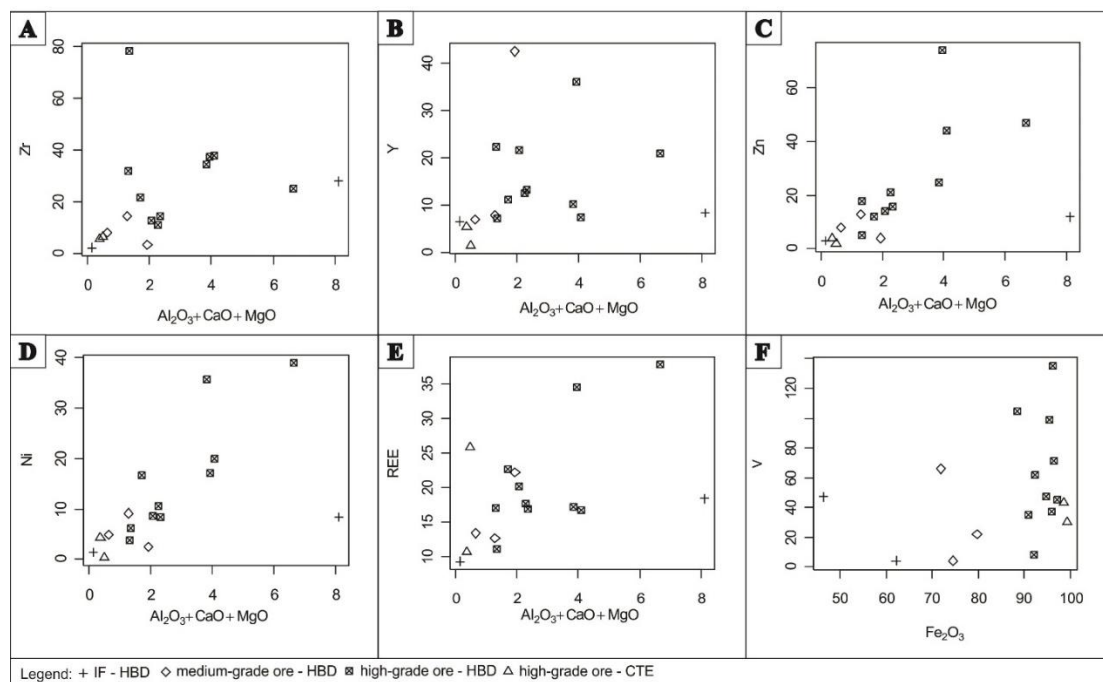 A
80
60
40
20
0
Zr
0 2 4 6 8
Al₂O₃+CaO+MgO
B
40
30
20
10
0
Y
0 2 4 6 8
Al₂O₃+CaO+MgO
C
60
40
20
0
Zn
0 2 4 6 8
Al₂O₃+CaO+MgO
D
40
30
20
10
0
Ni
0 2 4 6 8
Al₂O₃+CaO+MgO
E
35
30
25
20
15
10
REE
0 2 4 6 8
Al₂O₃+CaO+MgO
F
120
80
60
40
20
0
V
50 60 70 80 90 100
Fe₂O₃
Legend: + IF - HBD ◇ medium-grade ore - HBD ⊠ high-grade ore - HBD △ high-grade ore - CTE